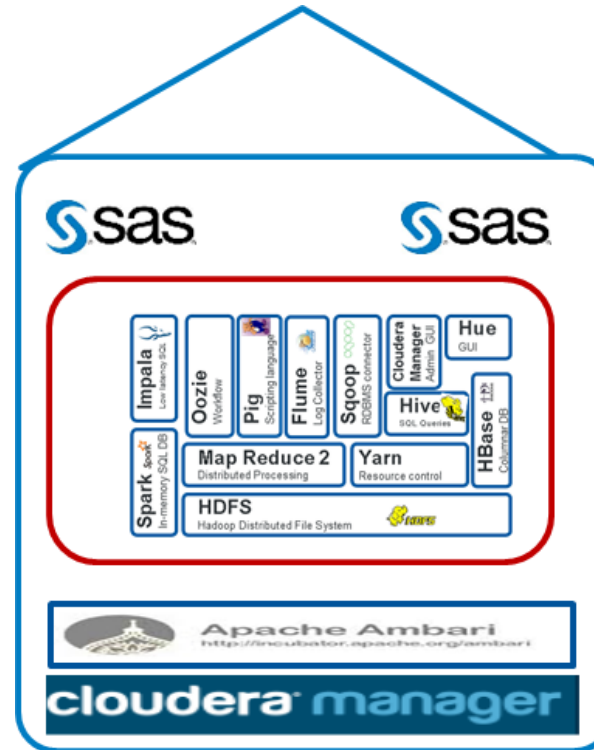 sas
sas
Impala
Low latency SQL
Oozie
Workflow
Pig
Scripting language
Flume
Log Collector
Sqoop
RDBMS connector
Cloudera
Manager
Admin GUI
Hue
GUI
Hive
SQL Queries
HBase
Columnar DB
Spark
Spark
In-memory SQL DB
Map Reduce 2
Distributed Processing
Yarn
Resource control
HDFS
Hadoop Distributed File System
HDFS
Apache Ambari
http://incubator.apache.org/ambari
cloudera manager